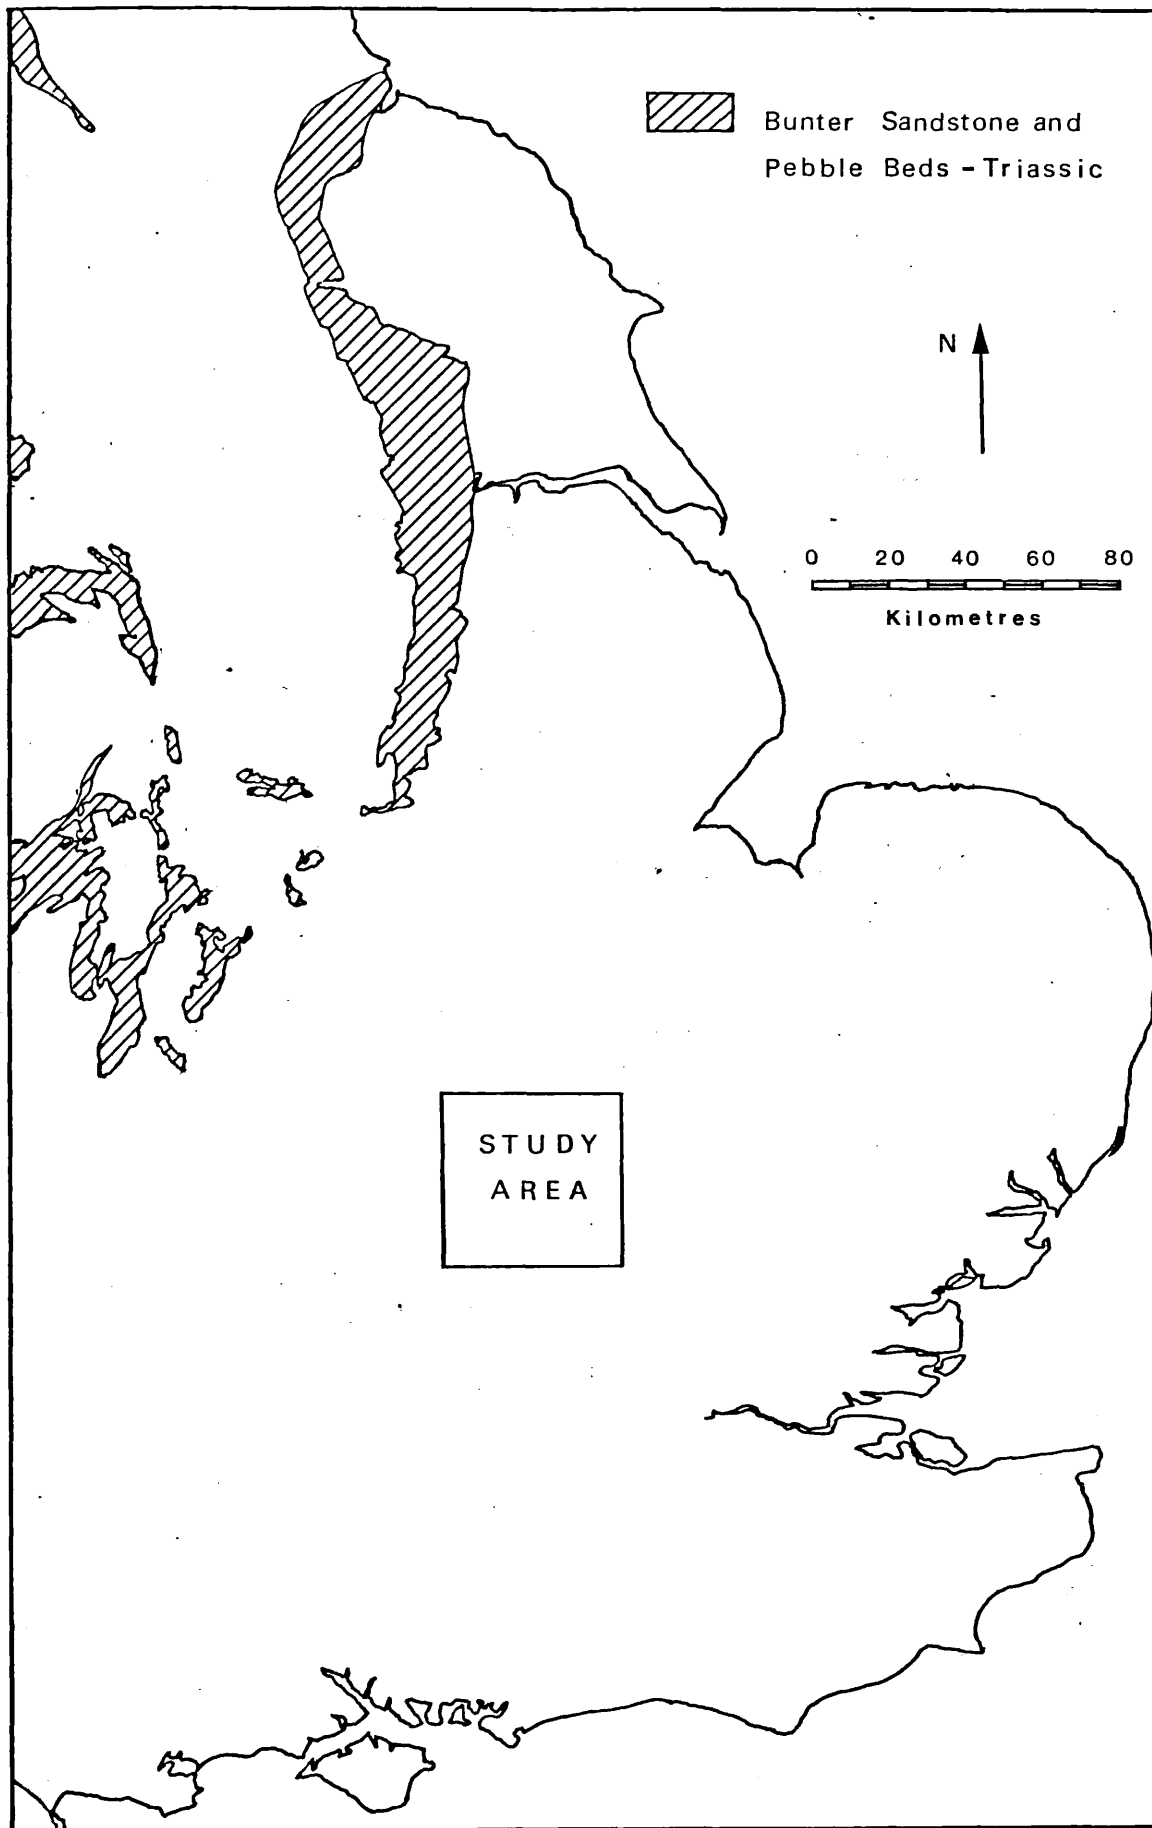 Bunter Sandstone and
Pebble Beds - Triassic
N
0 20 40 60 80
Kilometres
STUDY
AREA